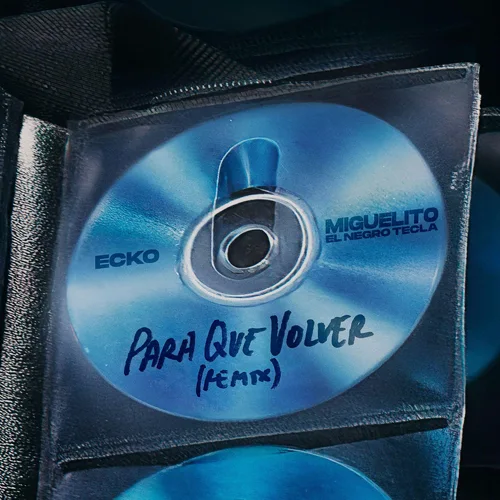 ECKO
MIGUELITO
EL NEGRO TECLA
PARA QUE VOLVER
(REMIX)